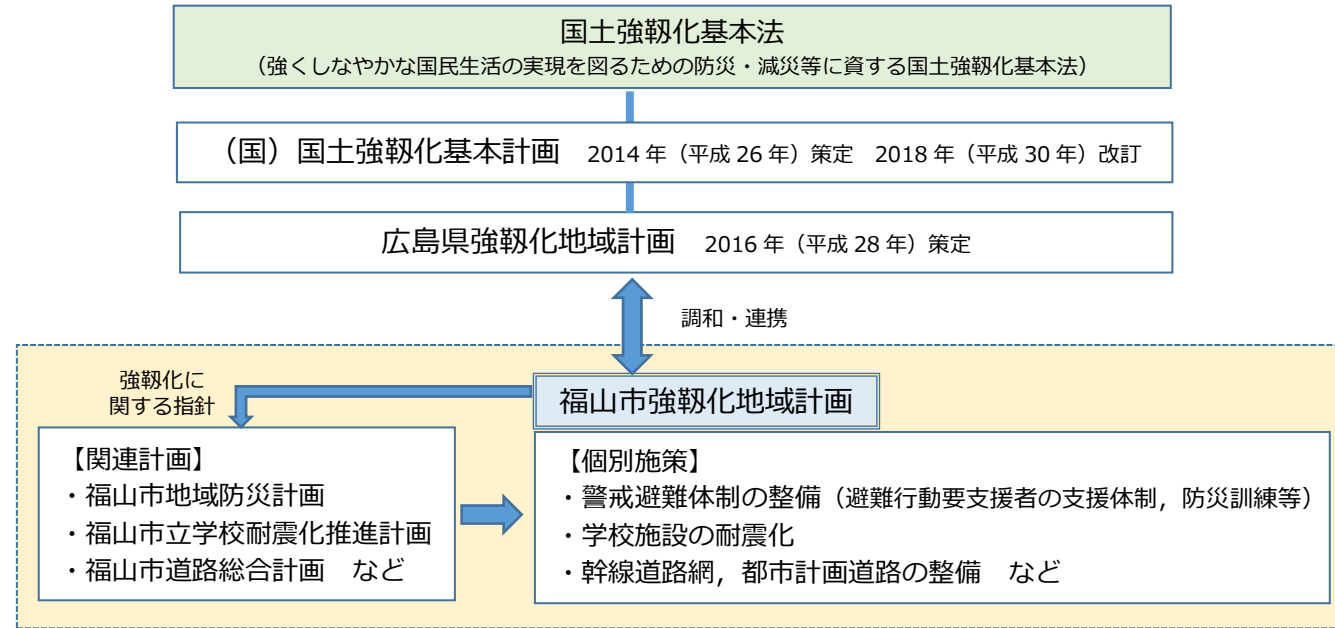 国土強靱化基本法
（強くしなやかな国民生活の実現を図るための防災・減災等に資する国土強靱化基本法）
（国）国土強靱化基本計画　2014 年（平成 26 年）策定　2018 年（平成 30 年）改訂
広島県強靱化地域計画　2016 年（平成 28 年）策定
調和・連携
強靱化に
関する指針
福山市強靱化地域計画
【関連計画】
・福山市地域防災計画
・福山市立学校耐震化推進計画
・福山市道路総合計画　など
【個別施策】
・警戒避難体制の整備（避難行動要支援者の支援体制，防災訓練等）
・学校施設の耐震化
・幹線道路網，都市計画道路の整備　など